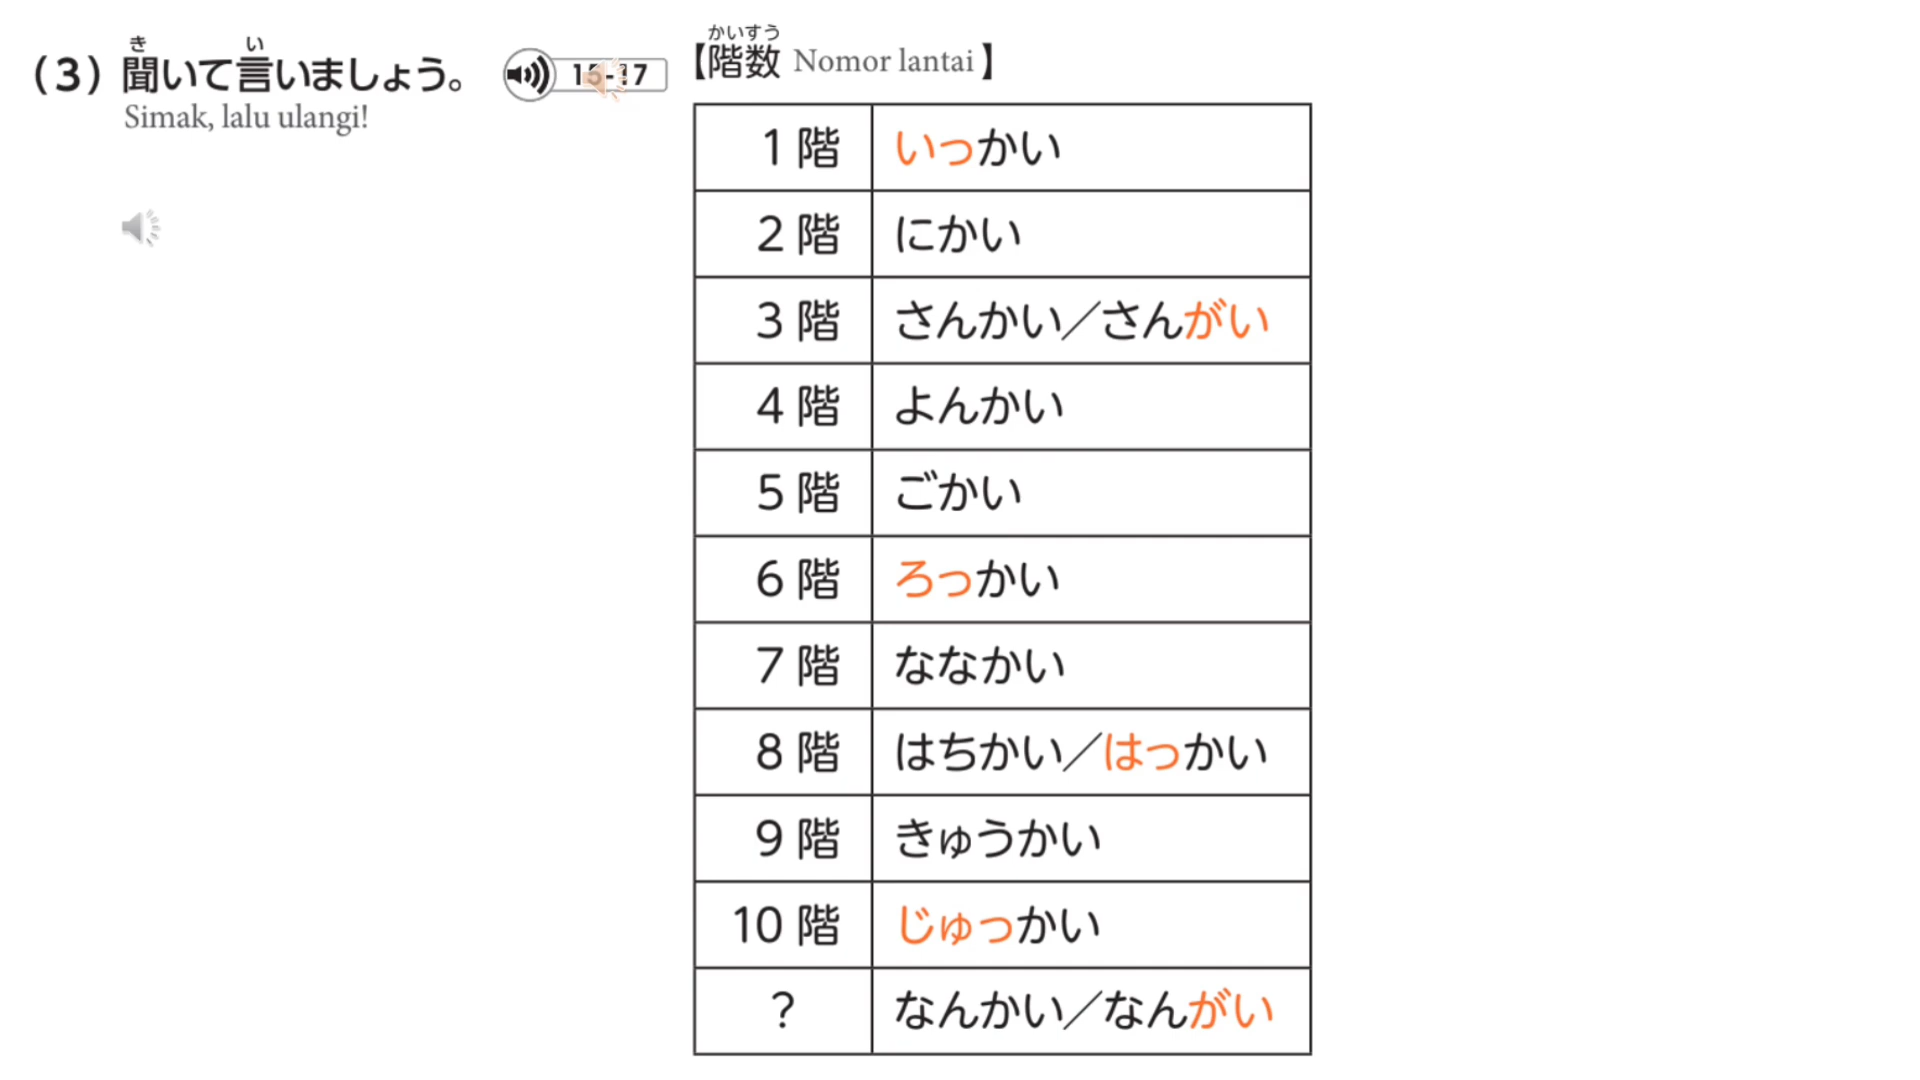 (3) 聞いて言いましょう。
き
い
Simak, lalu ulangi!
かいすう
【階数 Nomor lantai】
1階 いっかい
2階 にかい
3階 さんかい／さんがい
4階 よんかい
5階 ごかい
6階 ろっかい
7階 ななかい
8階 はちかい／はっかい
9階 きゅうかい
10階 じゅっかい
? なんかい／なんがい